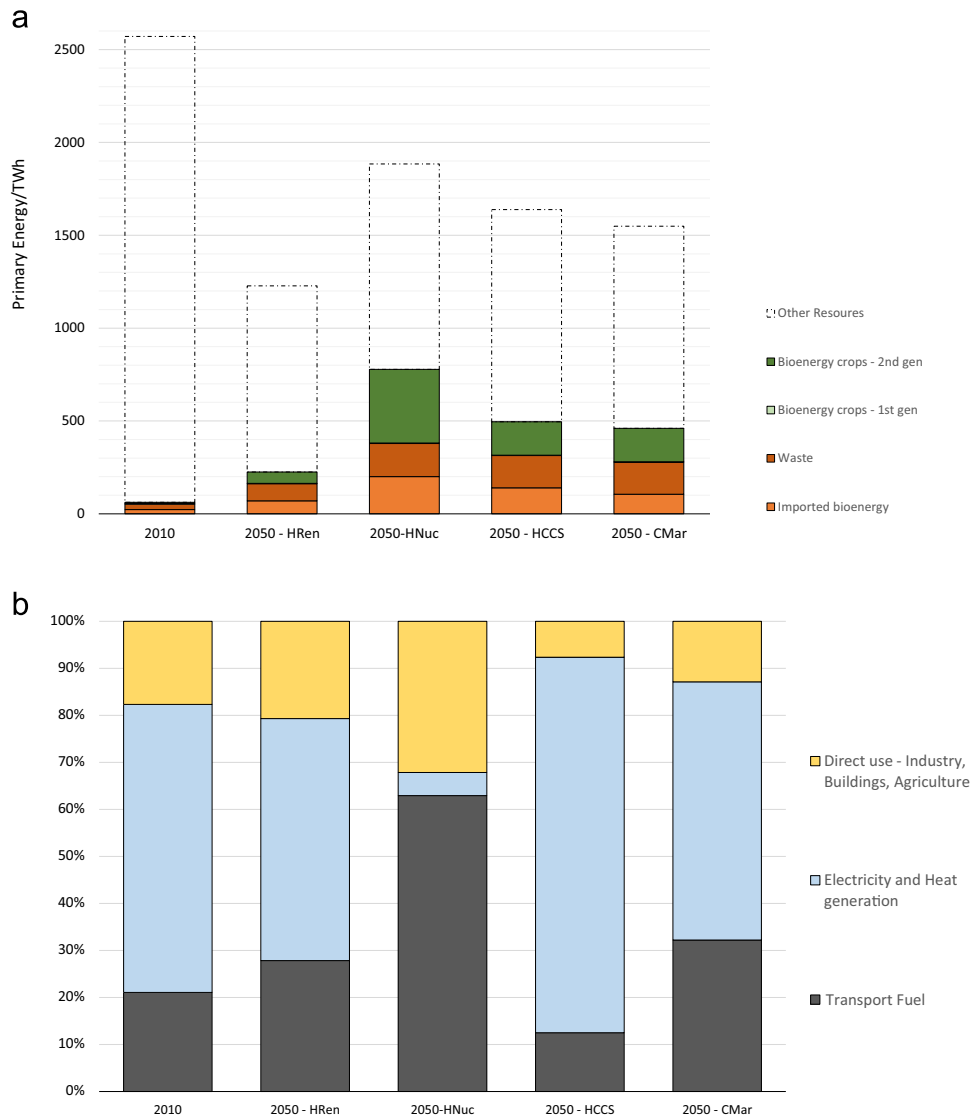 a
2500
2000
1500
1000
500
0
Primary Energy/TWh
2010
2050 - HRen
2050-HNuc
2050 - HCCS
2050 - CMar
Other Resoures
Bioenergy crops - 2nd gen
Bioenergy crops - 1st gen
Waste
Imported bioenergy
b
100%
90%
80%
70%
60%
50%
40%
30%
20%
10%
0%
2010
2050 - HRen
2050-HNuc
2050 - HCCS
2050 - CMar
Direct use - Industry,
Buildings, Agriculture
Electricity and Heat
generation
Transport Fuel